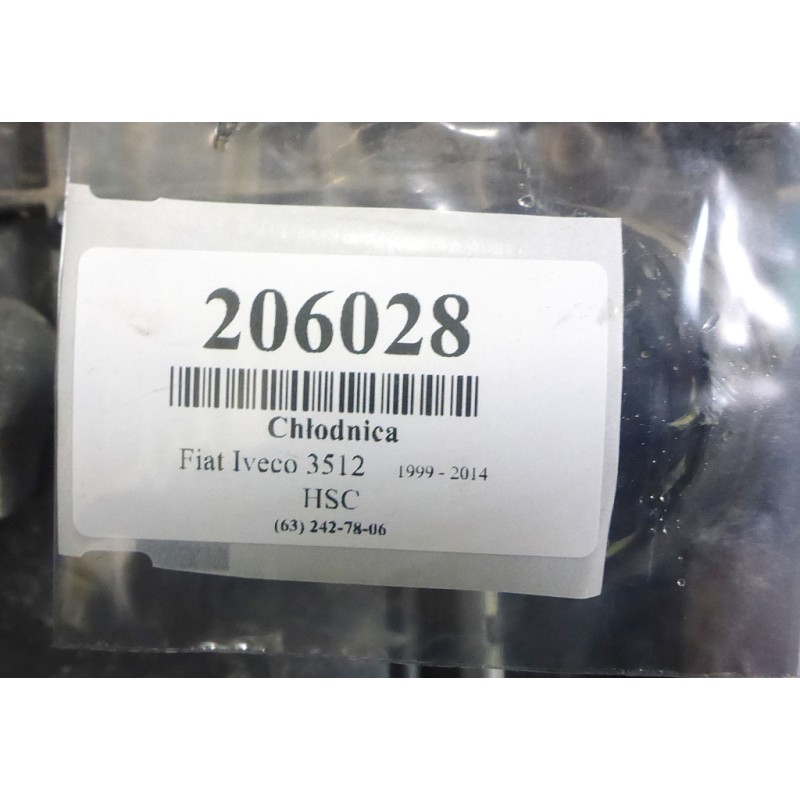 206028
Chłodnica
Fiat Iveco 3512 1999 - 2014
HSC
(63) 242-78-06